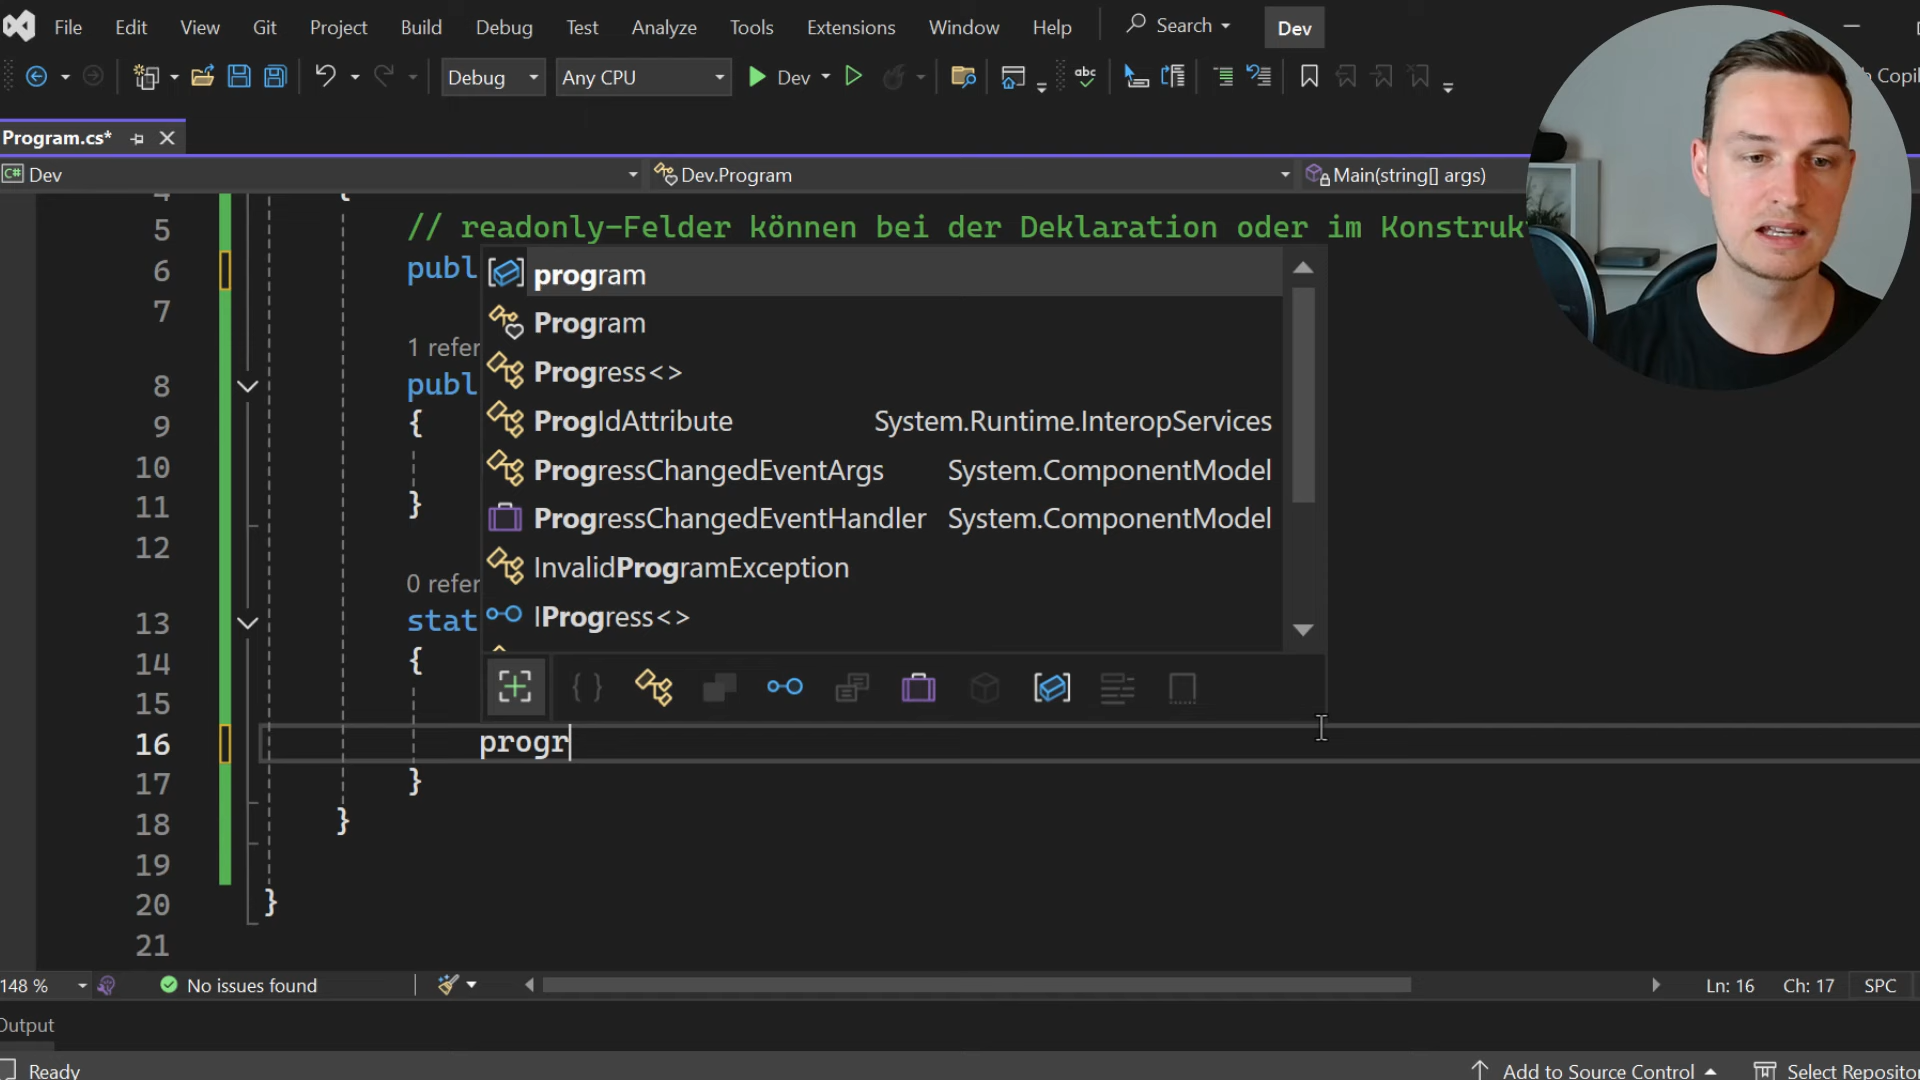 File Edit View Git Project Build Debug Test Analyze Tools Extensions Window Help Search Dev
Debug Any CPU Dev abc
Program.cs*
C# Dev Dev.Program Main(string[] args)
5 // readonly-Felder können bei der Deklaration oder im Konstruk
6 publ
7
1 refer
8 publ
9 {
10
11 }
12
0 refer
13 stat
14 {
15
16 progr
17 }
18 }
19
20 }
21
program
Program
Progress<>
ProgIdAttribute System.Runtime.InteropServices
ProgressChangedEventArgs System.ComponentModel
ProgressChangedEventHandler System.ComponentModel
InvalidProgramException
IProgress<>
148 % No issues found Ln: 16 Ch: 17 SPC
Output
Ready Add to Source Control Select Reposito